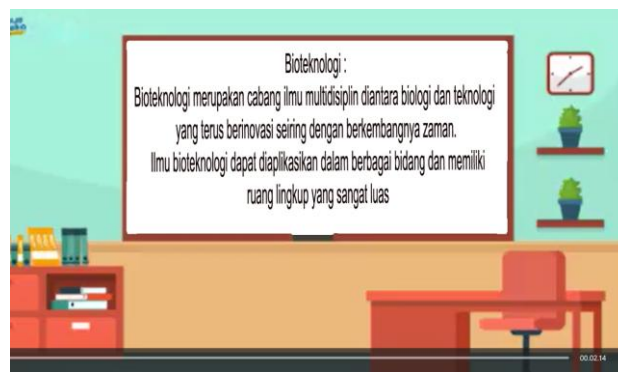 Bioteknologi :
Bioteknologi merupakan cabang ilmu multidisiplin diantara biologi dan teknologi
yang terus berinovasi seiring dengan berkembangnya zaman.
Ilmu bioteknologi dapat diaplikasikan dalam berbagai bidang dan memiliki
ruang lingkup yang sangat luas
00.02.14